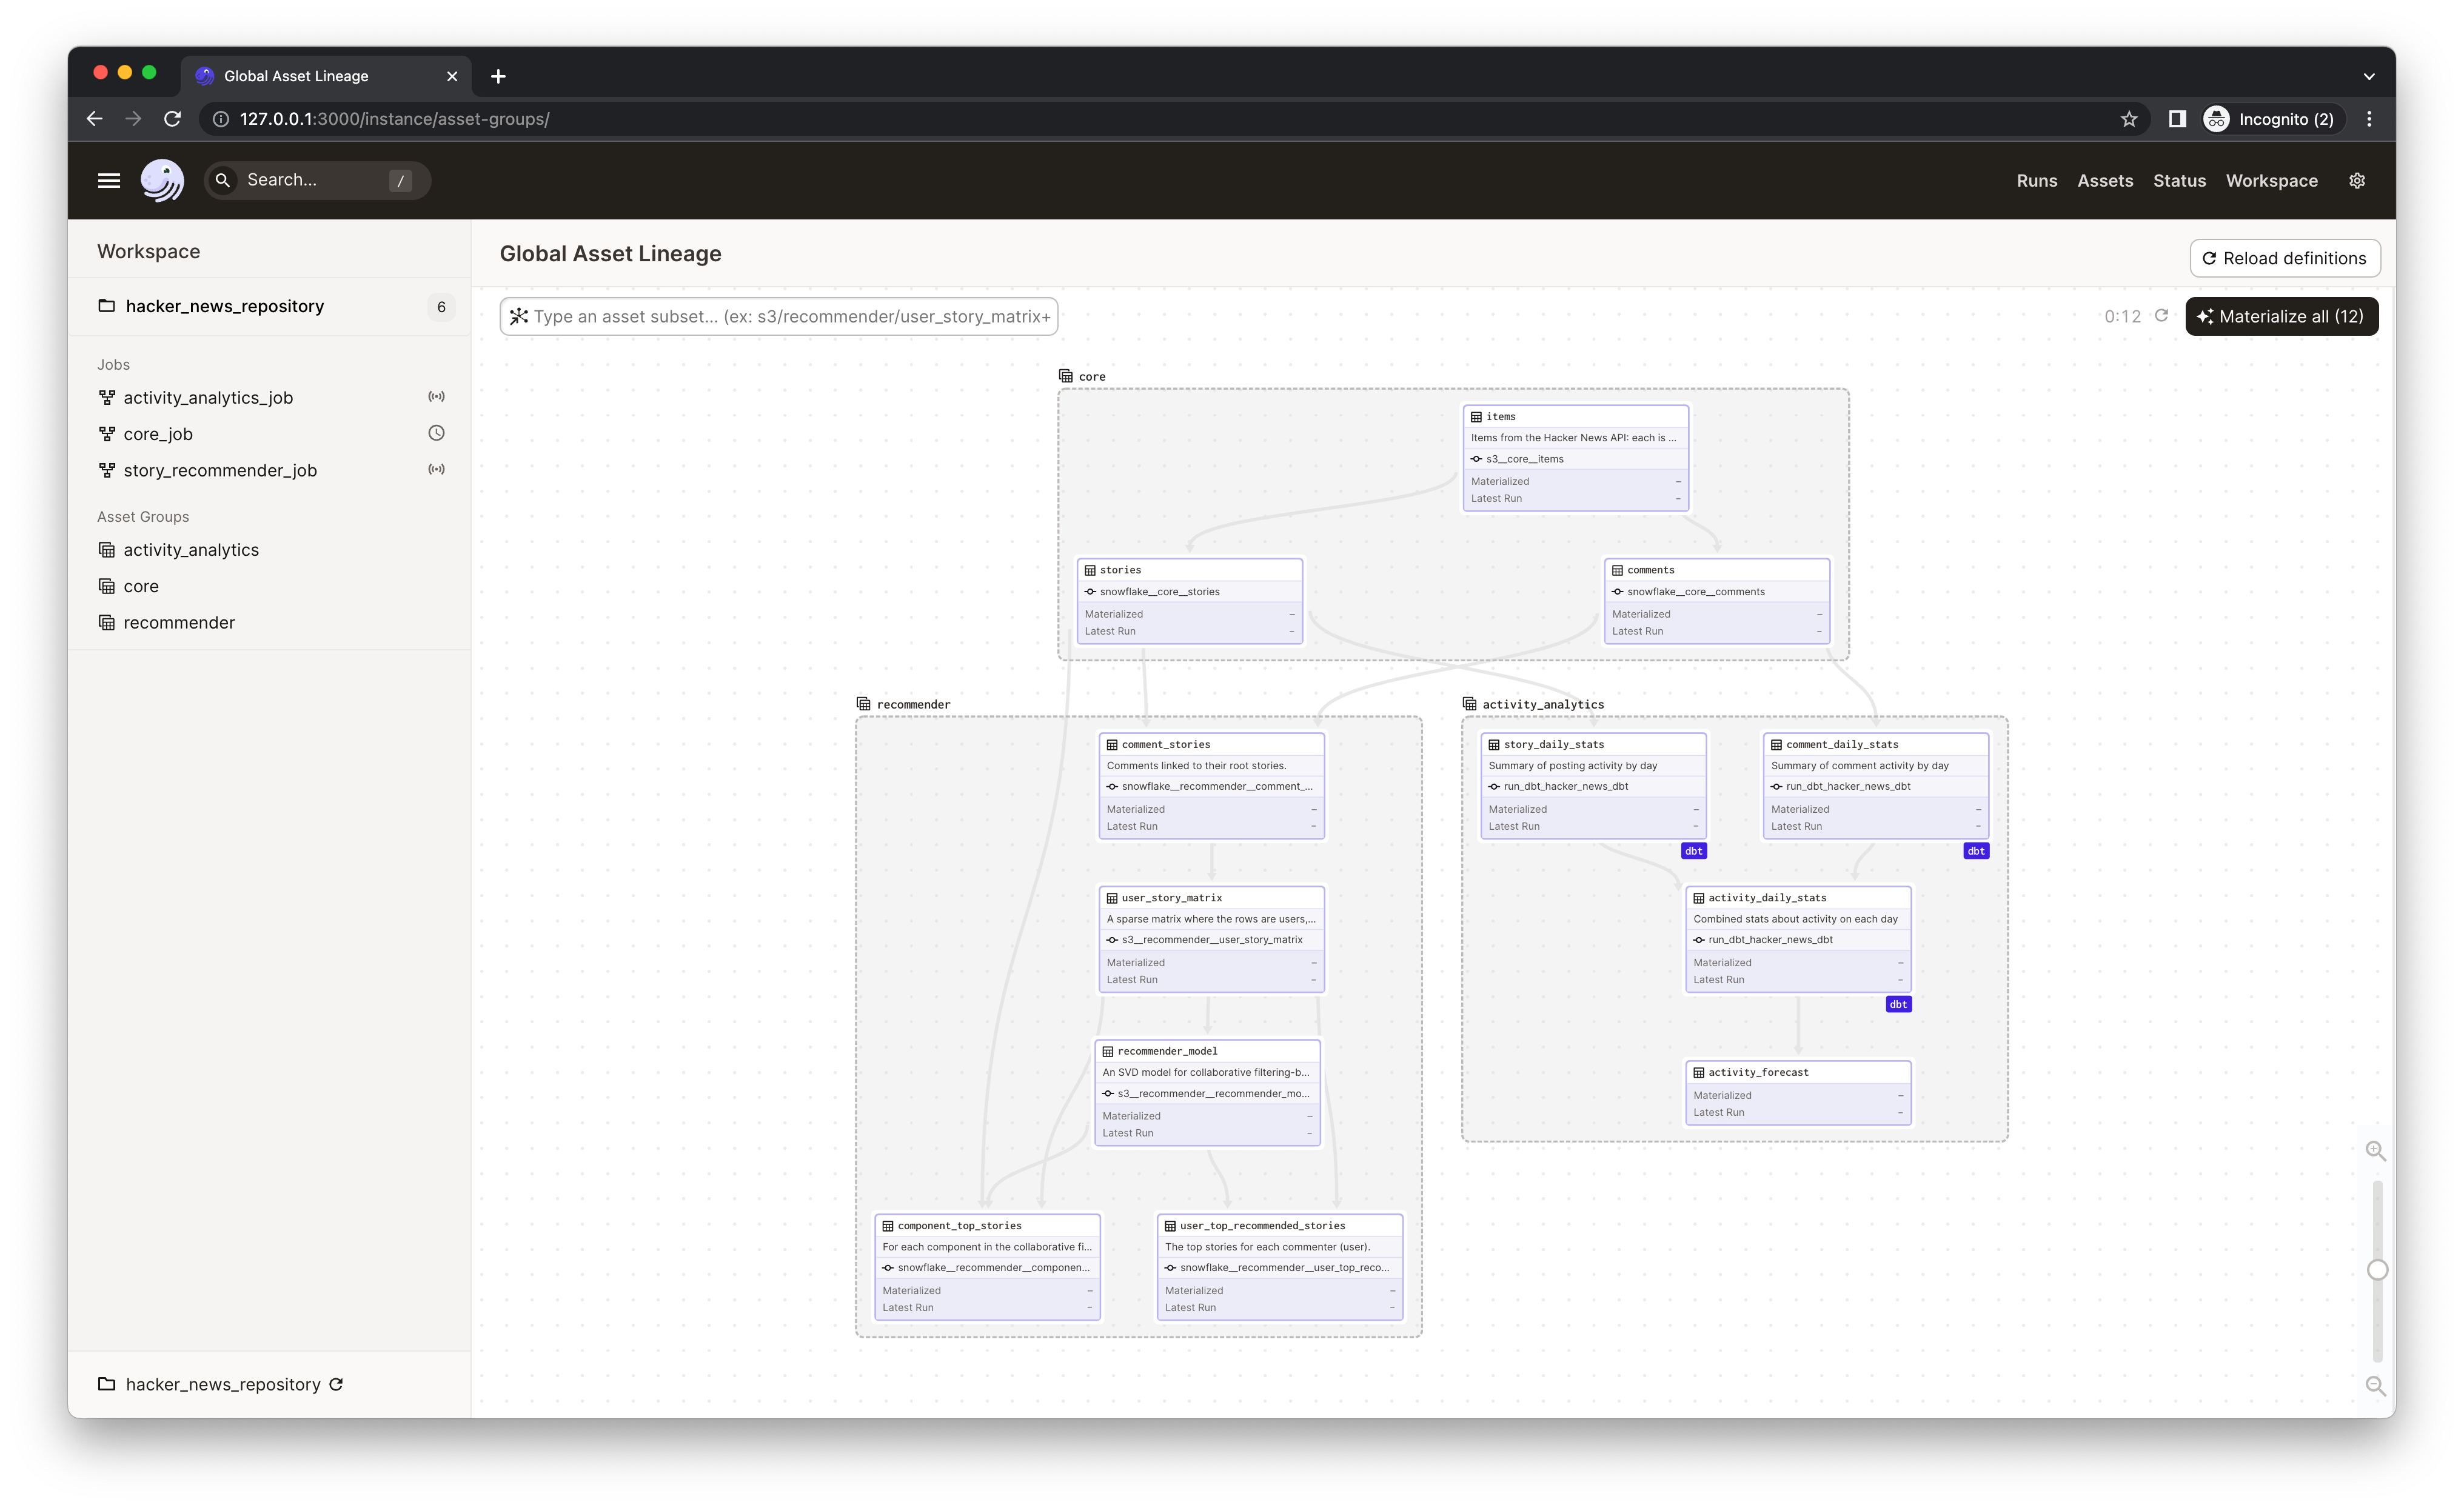 Global Asset Lineage
127.0.0.1:3000/instance/asset-groups/
Incognito (2)
Search... /
Runs Assets Status Workspace
Workspace
hacker_news_repository 6
Jobs
activity_analytics_job
core_job
story_recommender_job
Asset Groups
activity_analytics
core
recommender
hacker_news_repository
Global Asset Lineage
Reload definitions
Type an asset subset... (ex: s3/recommender/user_story_matrix+
0:12
Materialize all (12)
core
items
Items from the Hacker News API: each is ...
s3__core__items
Materialized –
Latest Run –
stories
snowflake__core__stories
Materialized –
Latest Run –
comments
snowflake__core__comments
Materialized –
Latest Run –
recommender
comment_stories
Comments linked to their root stories.
snowflake__recommender__comment_...
Materialized –
Latest Run –
user_story_matrix
A sparse matrix where the rows are users,...
s3__recommender__user_story_matrix
Materialized –
Latest Run –
recommender_model
An SVD model for collaborative filtering-b...
s3__recommender__recommender_mo...
Materialized –
Latest Run –
component_top_stories
For each component in the collaborative fi...
snowflake__recommender__componen...
Materialized –
Latest Run –
user_top_recommended_stories
The top stories for each commenter (user).
snowflake__recommender__user_top_reco...
Materialized –
Latest Run –
activity_analytics
story_daily_stats
Summary of posting activity by day
run_dbt_hacker_news_dbt
Materialized –
Latest Run –
dbt
comment_daily_stats
Summary of comment activity by day
run_dbt_hacker_news_dbt
Materialized –
Latest Run –
dbt
activity_daily_stats
Combined stats about activity on each day
run_dbt_hacker_news_dbt
Materialized –
Latest Run –
dbt
activity_forecast
Materialized –
Latest Run –